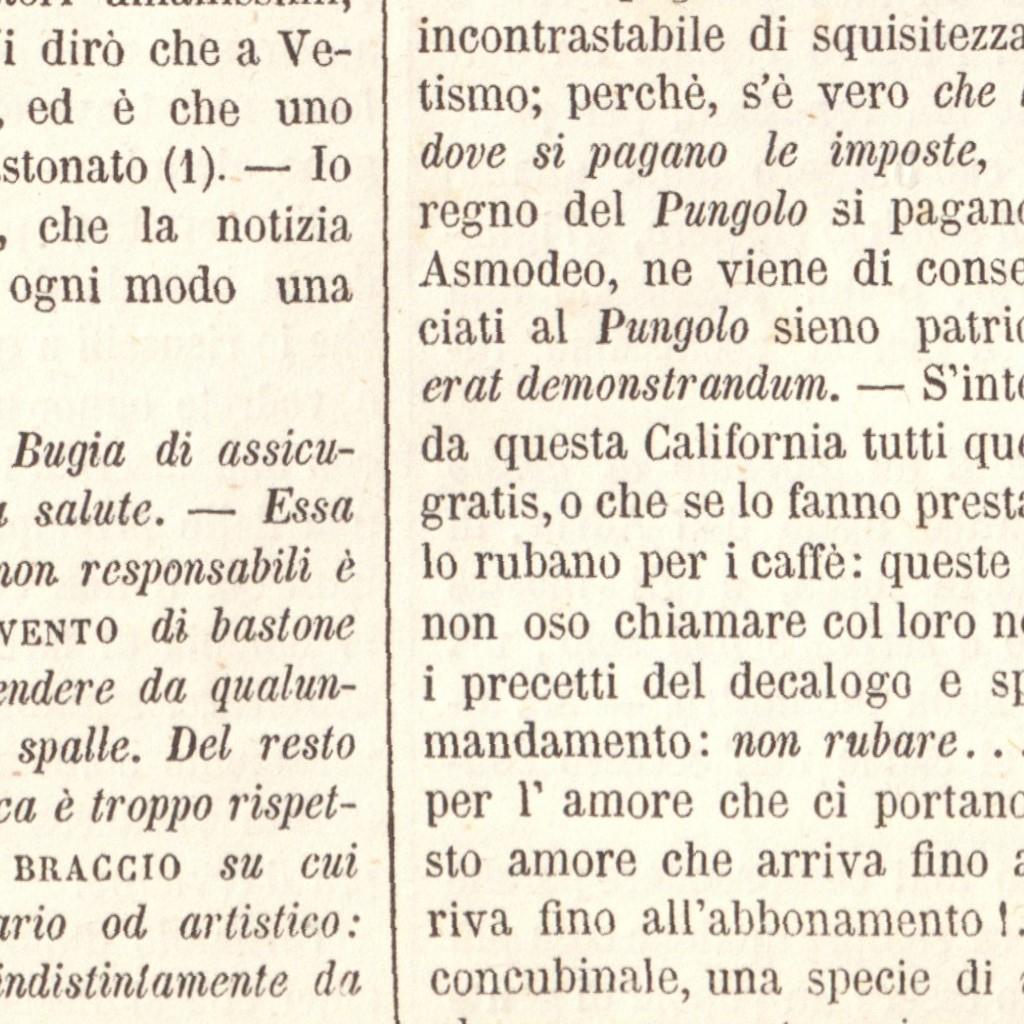 dirò che a Ve-
ed è che uno
stonato (1). — Io
che la notizia
ogni modo una
Bugia di assicu-
salute. — Essa
non responsabili è
VENTO di bastone
endere da qualun-
spalle. Del resto
ca è troppo rispet-
BRACCIO su cui
ario od artistico:
indistintamente da
incontrastabile di squisitezza
tismo; perchè, s'è vero che
dove si pagano le imposte,
regno del Pungolo si pagano
Asmodeo, ne viene di conse
ciati al Pungolo sieno patrio
erat demonstrandum. — S'inte
da questa California tutti que
gratis, o che se lo fanno presta
lo rubano per i caffè: queste
non oso chiamare col loro no
i precetti del decalogo e sp
mandamento: non rubare. . .
per l' amore che ci portano
sto amore che arriva fino a
riva fino all'abbonamento !.
concubinale, una specie di